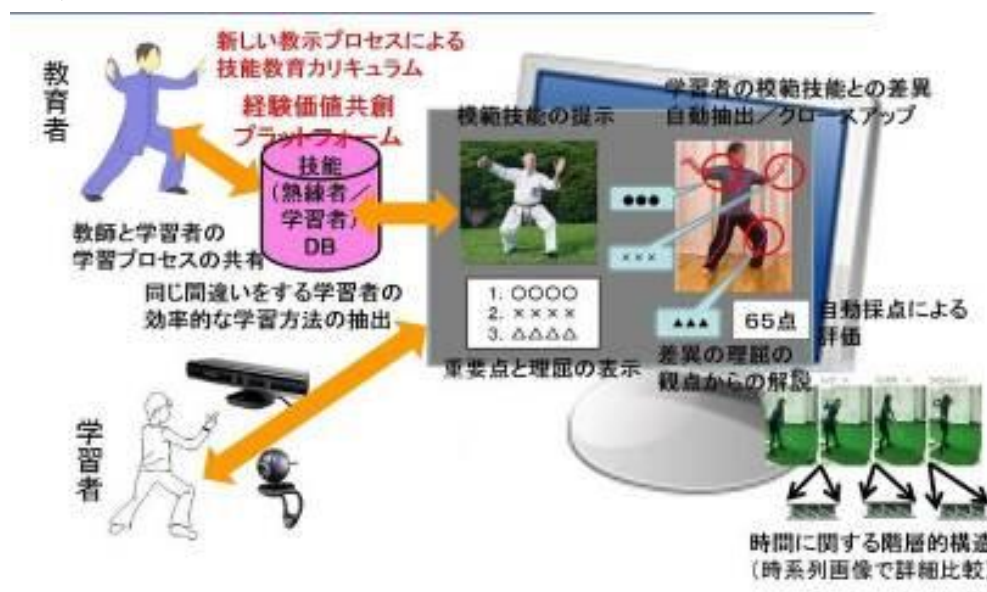 教育者
新しい教示プロセスによる
技能教育カリキュラム
経験価値共創
プラットフォーム
技能
(熟練者/
学習者)
DB
教師と学習者の
学習プロセスの共有
同じ間違いをする学習者の
効率的な学習方法の抽出
学習者
模範技能の提示
学習者の模範技能との差異
自動抽出/クローズアップ
●●●
×××
▲▲▲
1. ○○○○
2. ××××
3. △△△△
65点
自動採点による
評価
重要点と理屈の表示
差異の理屈の
観点からの解説
時間に関する階層的構造
(時系列画像で詳細比較)